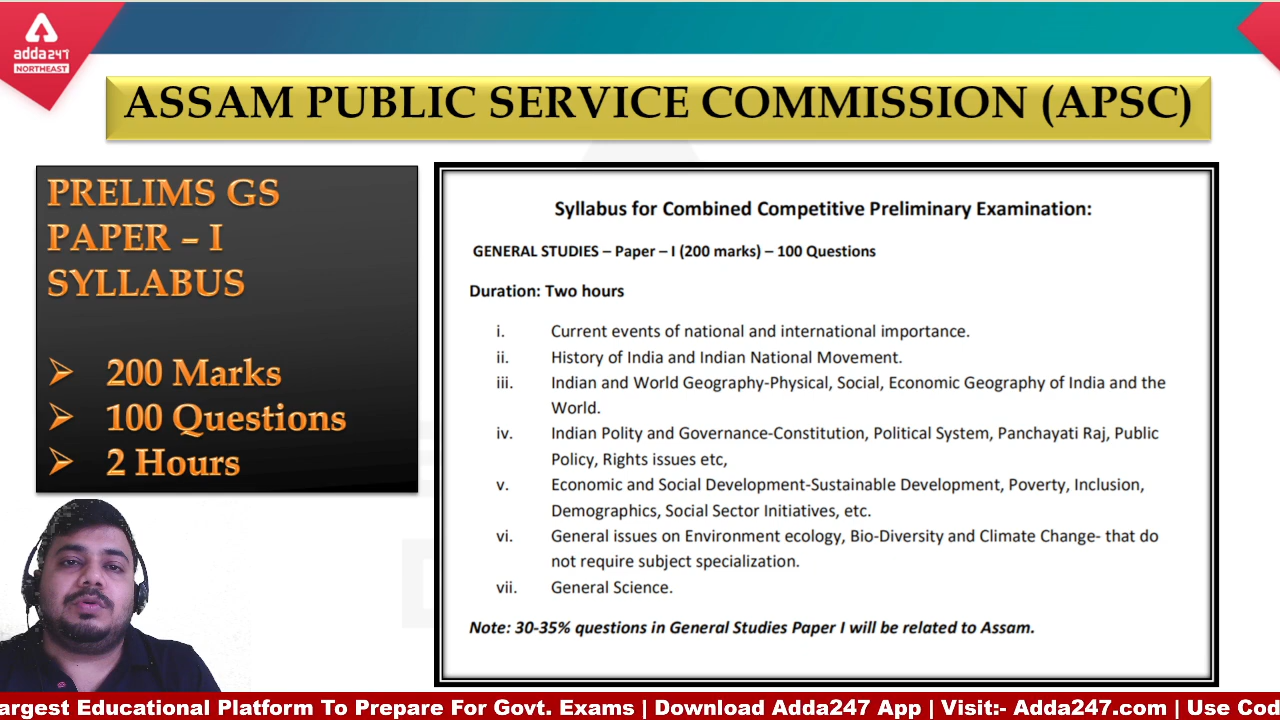 adda247
NORTHEAST
ASSAM PUBLIC SERVICE COMMISSION (APSC)
PRELIMS GS
PAPER – I
SYLLABUS
➢ 200 Marks
➢ 100 Questions
➢ 2 Hours
Syllabus for Combined Competitive Preliminary Examination:
GENERAL STUDIES – Paper – I (200 marks) – 100 Questions
Duration: Two hours
i. Current events of national and international importance.
ii. History of India and Indian National Movement.
iii. Indian and World Geography-Physical, Social, Economic Geography of India and the
World.
iv. Indian Polity and Governance-Constitution, Political System, Panchayati Raj, Public
Policy, Rights issues etc,
v. Economic and Social Development-Sustainable Development, Poverty, Inclusion,
Demographics, Social Sector Initiatives, etc.
vi. General issues on Environment ecology, Bio-Diversity and Climate Change- that do
not require subject specialization.
vii. General Science.
Note: 30-35% questions in General Studies Paper I will be related to Assam.
argest Educational Platform To Prepare For Govt. Exams | Download Adda247 App | Visit:- Adda247.com | Use Cod